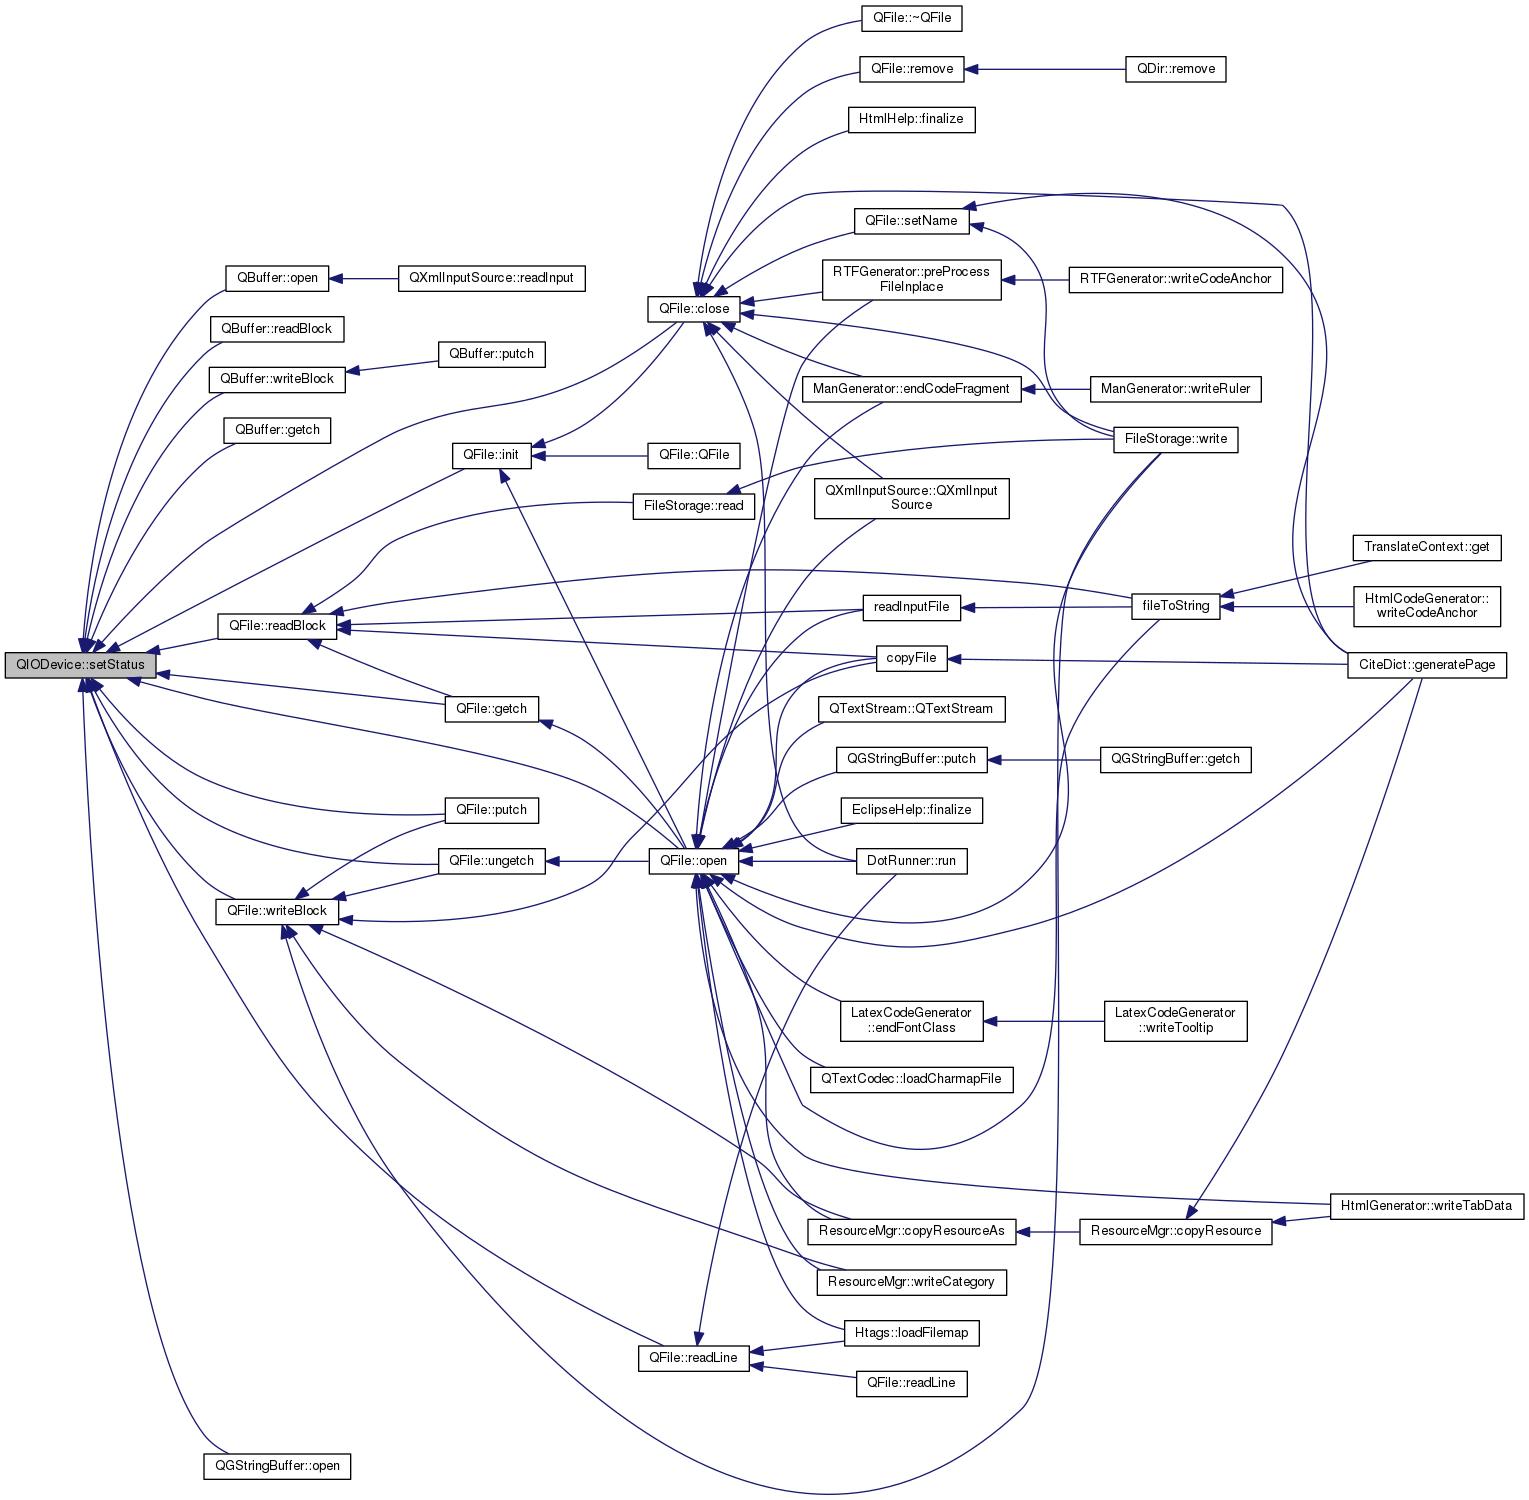 QFile::~QFile
QFile::remove
QDir::remove
HtmlHelp::finalize
QFile::setName
QBuffer::open
QXmlInputSource::readInput
RTFGenerator::preProcess
FileInplace
RTFGenerator::writeCodeAnchor
QFile::close
QBuffer::readBlock
QBuffer::putch
QBuffer::writeBlock
ManGenerator::endCodeFragment
ManGenerator::writeRuler
QBuffer::getch
FileStorage::write
QFile::init
QFile::QFile
QXmlInputSource::QXmlInput
Source
FileStorage::read
TranslateContext::get
readInputFile
fileToString
HtmlCodeGenerator::
writeCodeAnchor
QFile::readBlock
copyFile
QIODevice::setStatus
CiteDict::generatePage
QFile::getch
QTextStream::QTextStream
QGStringBuffer::putch
QGStringBuffer::getch
QFile::putch
EclipseHelp::finalize
QFile::ungetch
QFile::open
DotRunner::run
QFile::writeBlock
LatexCodeGenerator
::endFontClass
LatexCodeGenerator
::writeTooltip
QTextCodec::loadCharmapFile
HtmlGenerator::writeTabData
ResourceMgr::copyResourceAs
ResourceMgr::copyResource
ResourceMgr::writeCategory
Htags::loadFilemap
QFile::readLine
QFile::readLine
QGStringBuffer::open